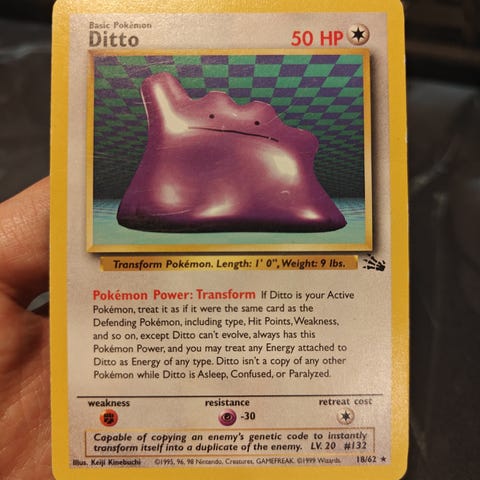 Basic Pokémon
Ditto 50 HP
Transform Pokémon. Length: 1' 0", Weight: 9 lbs.
Pokémon Power: Transform If Ditto is your Active
Pokémon, treat it as if it were the same card as the
Defending Pokémon, including type, Hit Points, Weakness,
and so on, except Ditto can't evolve, always has this
Pokémon Power, and you may treat any Energy attached to
Ditto as Energy of any type. Ditto isn't a copy of any other
Pokémon while Ditto is Asleep, Confused, or Paralyzed.
weakness resistance retreat cost
-30
Capable of copying an enemy's genetic code to instantly
transform itself into a duplicate of the enemy. LV. 20 #132
Illus. Keiji Kinebuchi ©1995, 96, 98 Nintendo, Creatures, GAMEFREAK. ©1999 Wizards. 18/62 ★